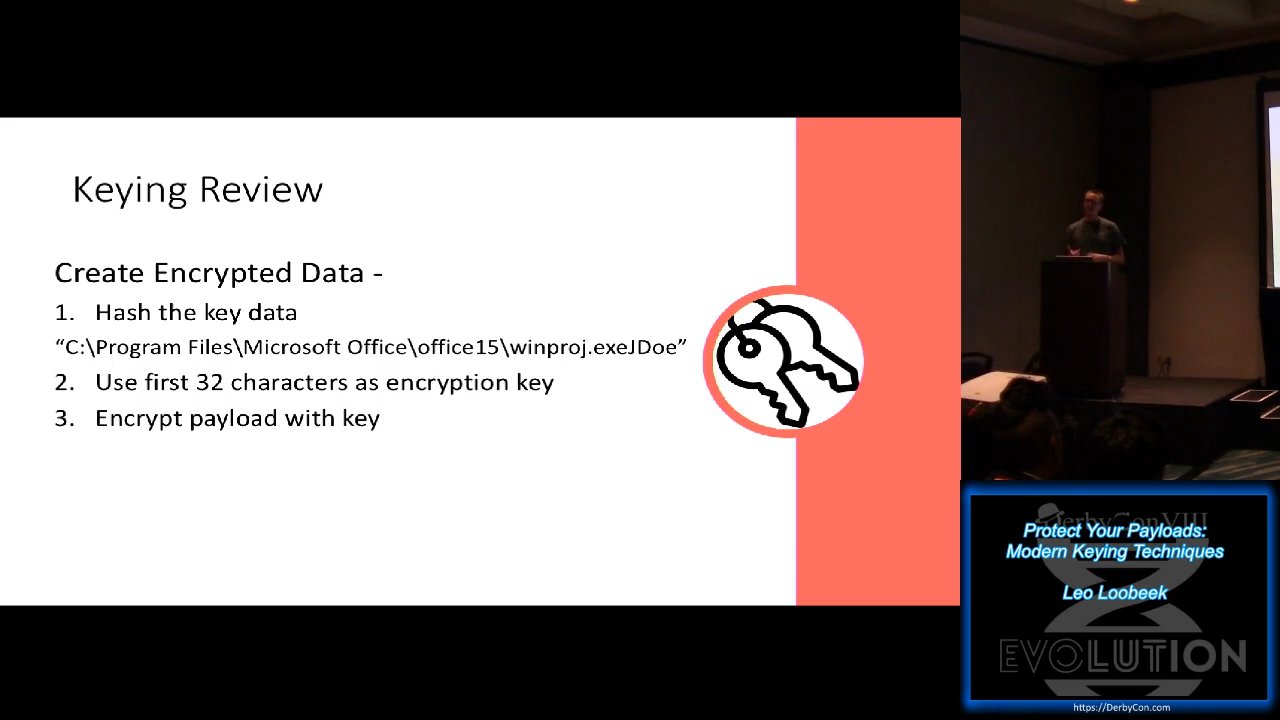 Keying Review
Create Encrypted Data -
1. Hash the key data
“C:\Program Files\Microsoft Office\office15\winproj.exeJDoe”
2. Use first 32 characters as encryption key
3. Encrypt payload with key
DerbyCon VIII
Protect Your Payloads:
Modern Keying Techniques
Leo Loobeek
EVOLUTION
https://DerbyCon.com